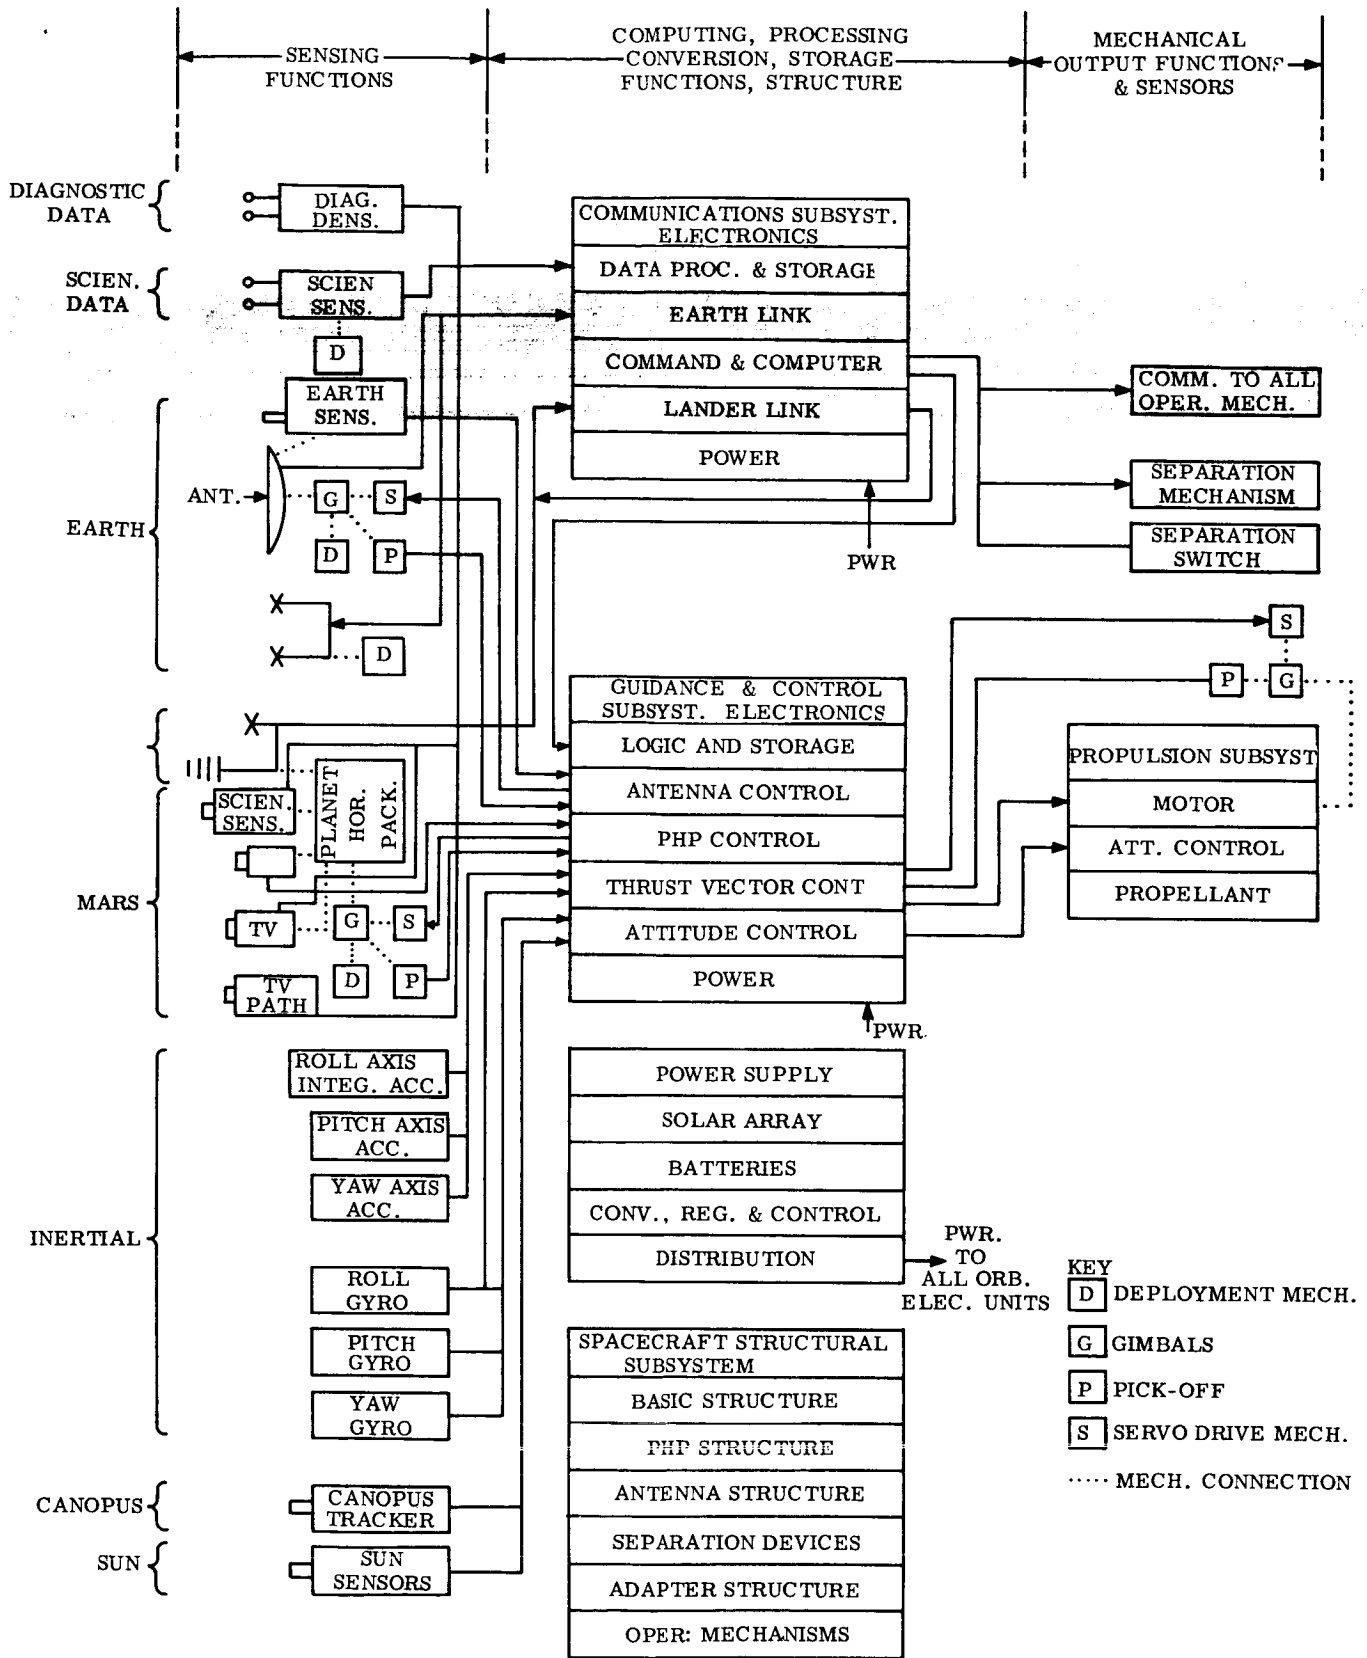 SENSING
FUNCTIONS
COMPUTING, PROCESSING
CONVERSION, STORAGE
FUNCTIONS, STRUCTURE
MECHANICAL
OUTPUT FUNCTIONS
& SENSORS
DIAGNOSTIC
DATA
DIAG.
DENS.
SCIEN.
DATA
SCIEN
SENS.
D
EARTH
EARTH
SENS.
ANT.
G
S
D
P
D
MARS
PLANET
HOR.
PACK.
SCIEN.
SENS.
TV
G
S
D
P
TV
PATH
INERTIAL
ROLL AXIS
INTEG. ACC.
PITCH AXIS
ACC.
YAW AXIS
ACC.
ROLL
GYRO
PITCH
GYRO
YAW
GYRO
CANOPUS
CANOPUS
TRACKER
SUN
SUN
SENSORS
COMMUNICATIONS SUBSYST.
ELECTRONICS
DATA PROC. & STORAGE
EARTH LINK
COMMAND & COMPUTER
LANDER LINK
POWER
PWR
GUIDANCE & CONTROL
SUBSYST. ELECTRONICS
LOGIC AND STORAGE
ANTENNA CONTROL
PHP CONTROL
THRUST VECTOR CONT
ATTITUDE CONTROL
POWER
PWR.
POWER SUPPLY
SOLAR ARRAY
BATTERIES
CONV., REG. & CONTROL
DISTRIBUTION
PWR.
TO
ALL ORB.
ELEC. UNITS
SPACECRAFT STRUCTURAL
SUBSYSTEM
BASIC STRUCTURE
PHP STRUCTURE
ANTENNA STRUCTURE
SEPARATION DEVICES
ADAPTER STRUCTURE
OPER: MECHANISMS
COMM. TO ALL
OPER. MECH.
SEPARATION
MECHANISM
SEPARATION
SWITCH
S
P
G
PROPULSION SUBSYST
MOTOR
ATT. CONTROL
PROPELLANT
KEY
D DEPLOYMENT MECH.
G GIMBALS
P PICK-OFF
S SERVO DRIVE MECH.
..... MECH. CONNECTION